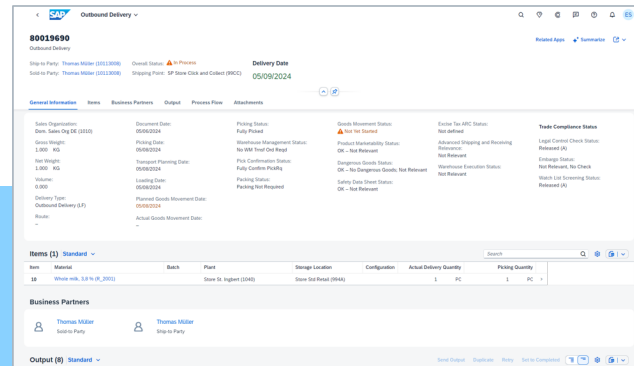 SAP Outbound Delivery
ES
80019690
Outbound Delivery
Related Apps Summarize
Ship-to Party: Thomas Müller (10113008) Overall Status: In Process Delivery Date
Sold-to Party: Thomas Müller (10113008) Shipping Point: SP Store Click and Collect (99CC) 05/09/2024
General Information Items Business Partners Output Process Flow Attachments
Sales Organization: Document Date: Picking Status: Goods Movement Status: Excise Tax ARC Status: Trade Compliance Status
Dom. Sales Org DE (1010) 05/08/2024 Fully Picked Not Yet Started Not defined
Gross Weight: Picking Date: Warehouse Management Status: Product Marketability Status: Advanced Shipping and Receiving Relevance: Legal Control Check Status:
1.000 KG 05/08/2024 No WM Trnsf Ord Reqd OK – Not Relevant Not Relevant Released (A)
Net Weight: Transport Planning Date: Pick Confirmation Status: Dangerous Goods Status: Warehouse Execution Status: Embargo Status:
1.000 KG 05/08/2024 Fully Confirm PickRq OK – No Dangerous Goods, Not Relevant Not Relevant Not Relevant, No Check
Volume: Loading Date: Packing Status: Safety Data Sheet Status: Watch List Screening Status:
0.000 05/08/2024 Packing Not Required OK – Not Relevant Released (A)
Delivery Type: Planned Goods Movement Date:
Outbound Delivery (LF) 05/09/2024
Route: Actual Goods Movement Date:
– –
Items (1) Standard Search
Item Material Batch Plant Storage Location Configuration Actual Delivery Quantity Picking Quantity
10 Whole milk, 3,8 % (R_2001) Store St. Ingbert (1040) Store Std Retail (994A) 1 PC 1 PC
Business Partners
Thomas Müller Thomas Müller
Sold-to Party Ship-to Party
Output (8) Standard Send Output Duplicate Retry Set to Completed